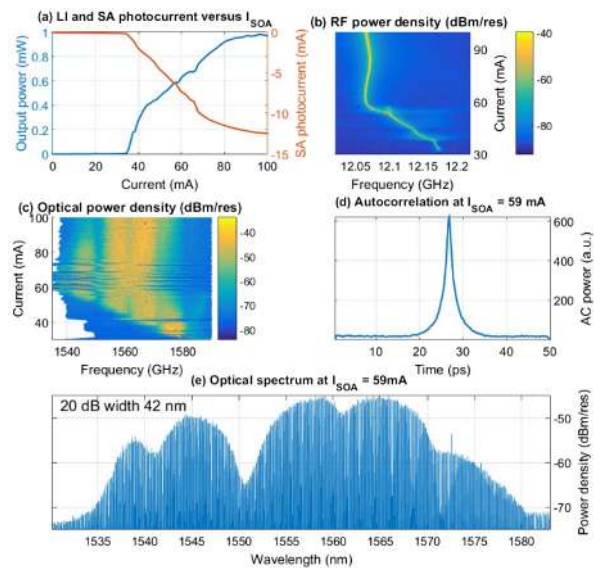 (a) LI and SA photocurrent versus I_SOA
Output power (mW)
1
0.8
0.6
0.4
0.2
0
0
-5
-10
-15
SA photocurrent (mA)
0 20 40 60 80 100
Current (mA)
(b) RF power density (dBm/res)
100
60
30
Current (mA)
-40
-60
-80
12.05 12.1 12.15 12.2
Frequency (GHz)
(c) Optical power density (dBm/res)
Current (mA)
100
80
60
40
1540 1560 1580
Frequency (GHz)
-40
-50
-60
-70
-80
(d) Autocorrelation at I_SOA = 59 mA
600
400
200
AC power (a.u.)
0 10 20 30 40 50
Time (ps)
(e) Optical spectrum at I_SOA = 59mA
20 dB width 42 nm
-50
-60
-70
Power density (dBm/res)
1535 1540 1545 1550 1555 1560 1565 1570 1575 1580
Wavelength (nm)